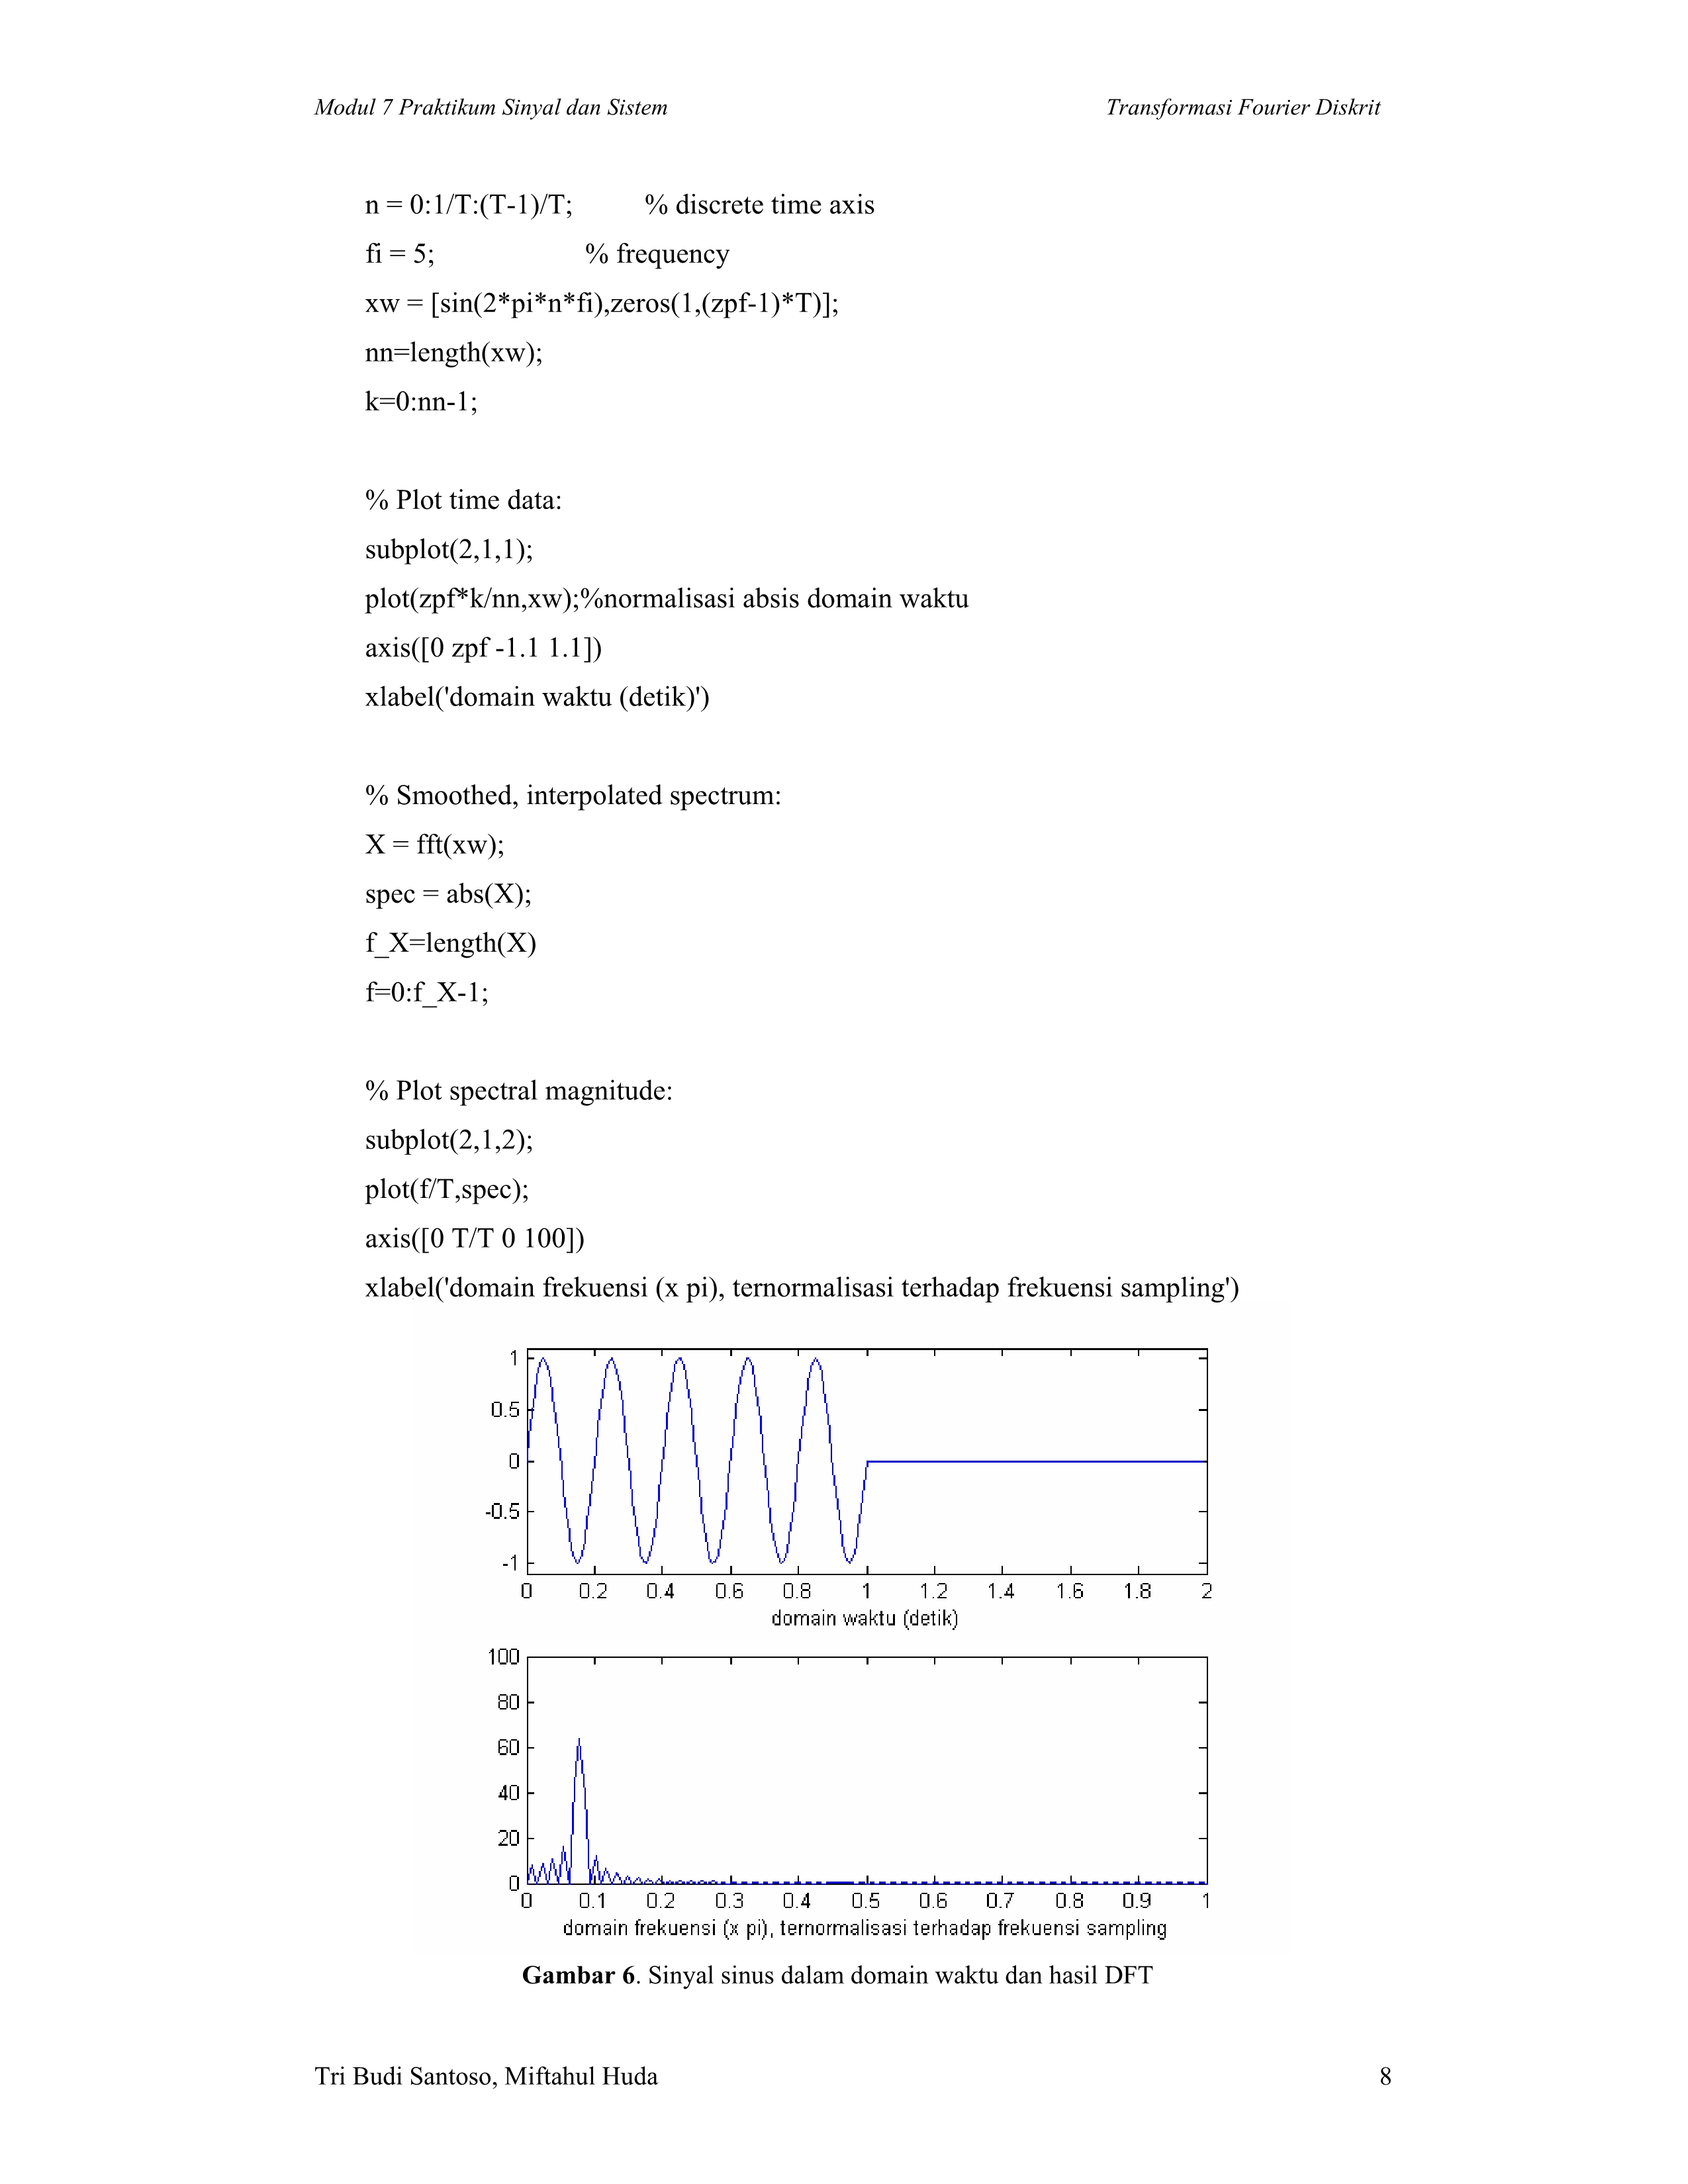 Modul 7 Praktikum Sinyal dan Sistem Transformasi Fourier Diskrit
n = 0:1/T:(T-1)/T; % discrete time axis
fi = 5; % frequency
xw = [sin(2*pi*n*fi),zeros(1,(zpf-1)*T)];
nn=length(xw);
k=0:nn-1;
% Plot time data:
subplot(2,1,1);
plot(zpf*k/nn,xw);%normalisasi absis domain waktu
axis([0 zpf -1.1 1.1])
xlabel('domain waktu (detik)')
% Smoothed, interpolated spectrum:
X = fft(xw);
spec = abs(X);
f_X=length(X)
f=0:f_X-1;
% Plot spectral magnitude:
subplot(2,1,2);
plot(f/T,spec);
axis([0 T/T 0 100])
xlabel('domain frekuensi (x pi), ternormalisasi terhadap frekuensi sampling')
1
0.5
0
-0.5
-1
0 0.2 0.4 0.6 0.8 1 1.2 1.4 1.6 1.8 2
domain waktu (detik)
100
80
60
40
20
0
0 0.1 0.2 0.3 0.4 0.5 0.6 0.7 0.8 0.9 1
domain frekuensi (x pi), ternormalisasi terhadap frekuensi sampling
Gambar 6. Sinyal sinus dalam domain waktu dan hasil DFT
Tri Budi Santoso, Miftahul Huda 8